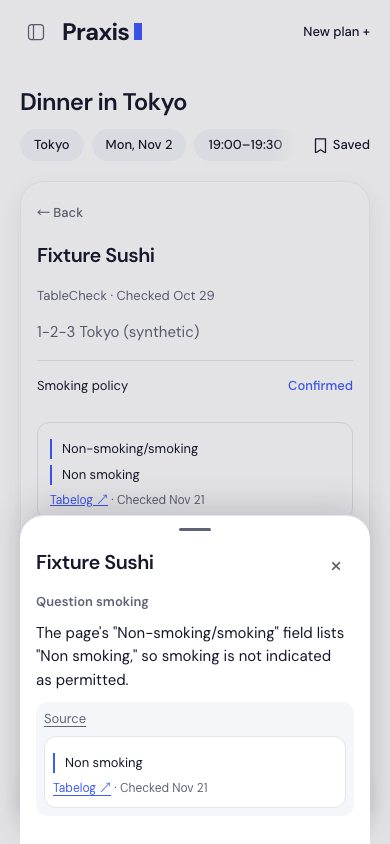 Praxis
New plan +
Dinner in Tokyo
Tokyo
Mon, Nov 2
19:00–19:30
Saved
← Back
Fixture Sushi
TableCheck · Checked Oct 29
1-2-3 Tokyo (synthetic)
Smoking policy
Confirmed
Non-smoking/smoking
Non smoking
Tabelog ↗ · Checked Nov 21
Fixture Sushi
×
Question smoking
The page's "Non-smoking/smoking" field lists
"Non smoking," so smoking is not indicated
as permitted.
Source
Non smoking
Tabelog ↗ · Checked Nov 21